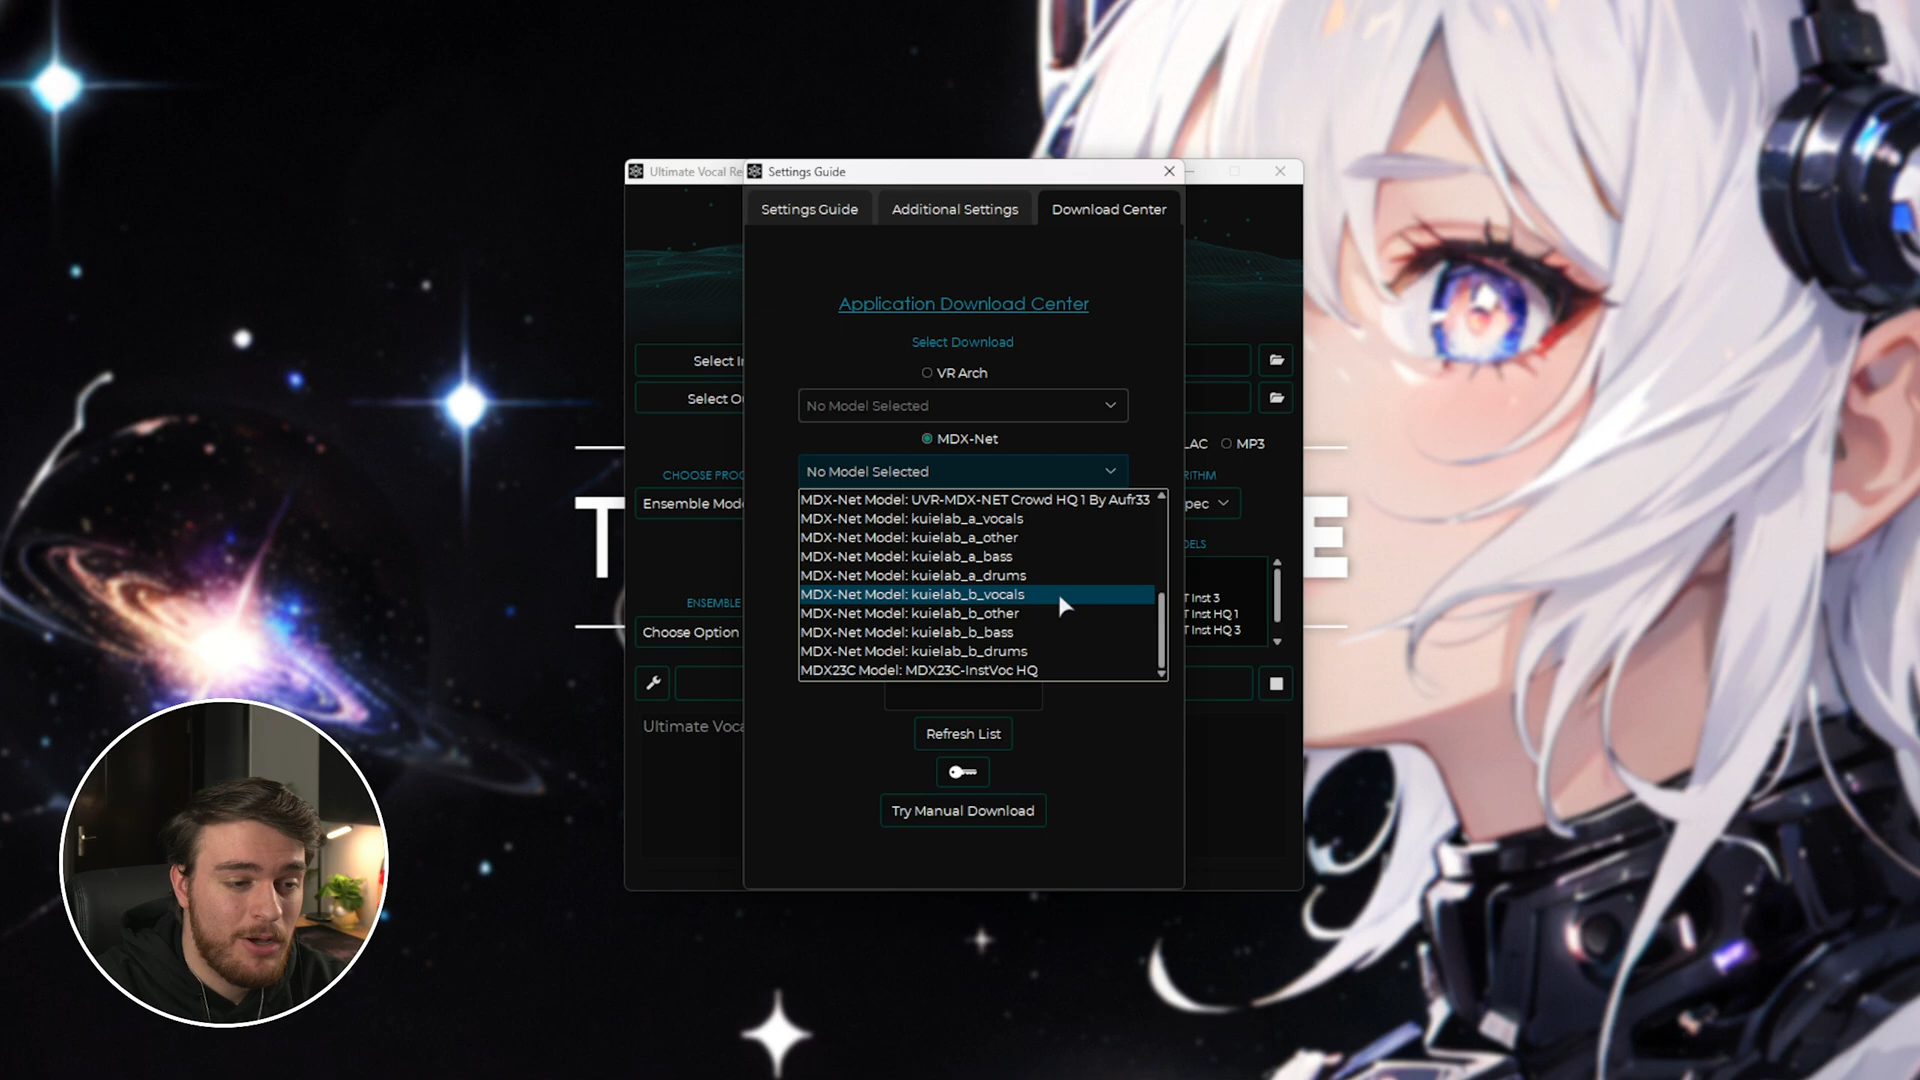 Ultimate Vocal Re
Settings Guide
Settings Guide
Additional Settings
Download Center
Application Download Center
Select Download
VR Arch
No Model Selected
MDX-Net
No Model Selected
MDX-Net Model: UVR-MDX-NET Crowd HQ 1 By Aufr33
MDX-Net Model: kuielab_a_vocals
MDX-Net Model: kuielab_a_other
MDX-Net Model: kuielab_a_bass
MDX-Net Model: kuielab_a_drums
MDX-Net Model: kuielab_b_vocals
MDX-Net Model: kuielab_b_other
MDX-Net Model: kuielab_b_bass
MDX-Net Model: kuielab_b_drums
MDX23C Model: MDX23C-InstVoc HQ
Refresh List
Try Manual Download
Select I
Select O
LAC
MP3
CHOOSE PROC
RITHM
Ensemble Mod
pec
DELS
T Inst 3
T Inst HQ 1
T Inst HQ 3
ENSEMBLE
Choose Option
Ultimate Voca
T
E